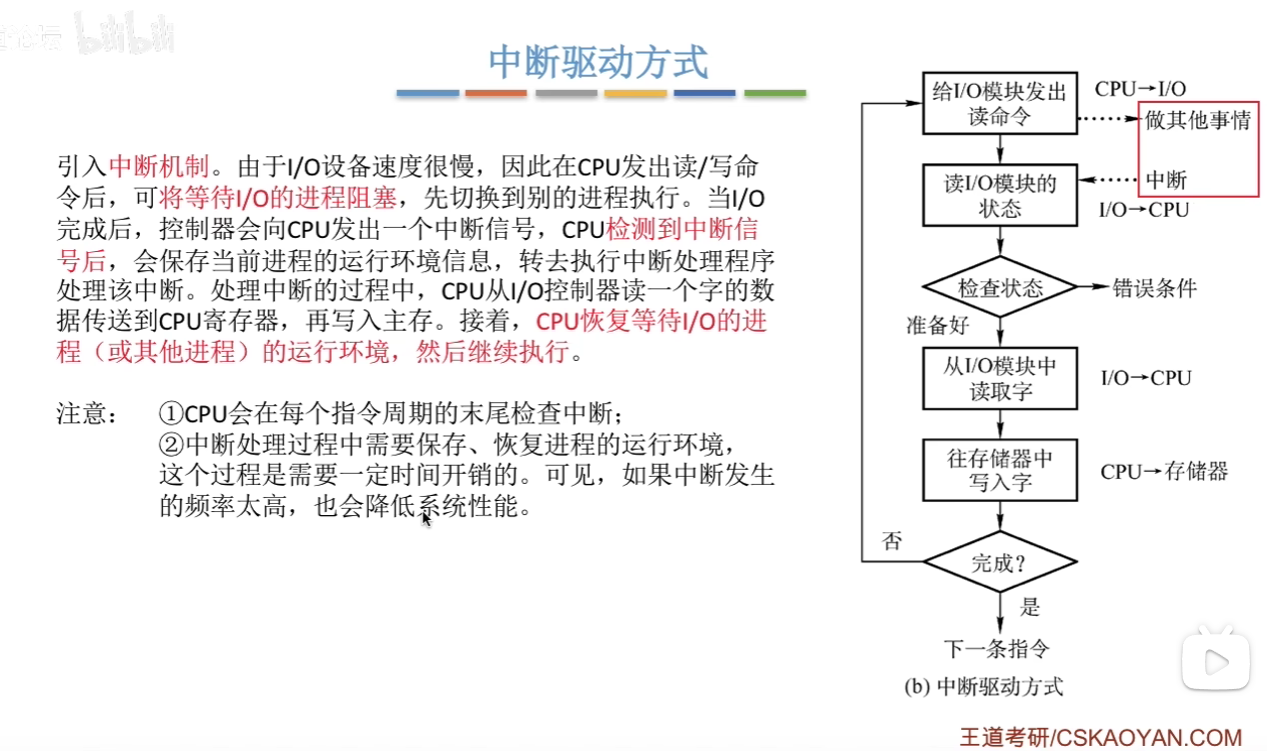 bilibili
中断驱动方式
引入中断机制。由于I/O设备速度很慢，因此在CPU发出读/写命
令后，可将等待I/O的进程阻塞，先切换到别的进程执行。当I/O
完成后，控制器会向CPU发出一个中断信号，CPU检测到中断信
号后，会保存当前进程的运行环境信息，转去执行中断处理程序
处理该中断。处理中断的过程中，CPU从I/O控制器读一个字的数
据传送到CPU寄存器，再写入主存。接着，CPU恢复等待I/O的进
程（或其他进程）的运行环境，然后继续执行。
注意： ①CPU会在每个指令周期的末尾检查中断；
②中断处理过程中需要保存、恢复进程的运行环境，
这个过程是需要一定时间开销的。可见，如果中断发生
的频率太高，也会降低系统性能。
给I/O模块发出
读命令
CPU→I/O
做其他事情
读I/O模块的
状态
中断
I/O→CPU
检查状态
错误条件
准备好
从I/O模块中
读取字
I/O→CPU
往存储器中
写入字
CPU→存储器
否
完成?
是
下一条指令
(b) 中断驱动方式
王道考研/CSKAOYAN.COM